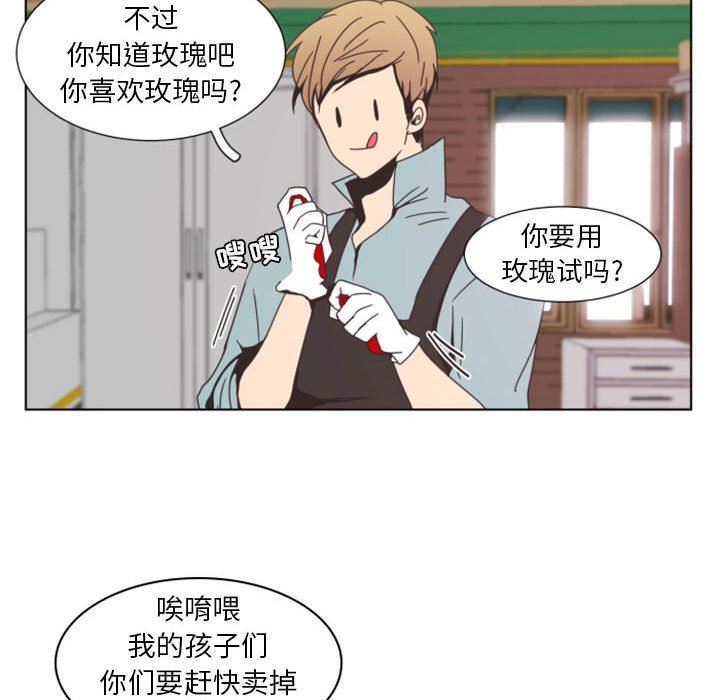 不过
你知道玫瑰吧
你喜欢玫瑰吗?
嗖嗖
你要用
玫瑰试吗?
唉唷喂
我的孩子们
你们要赶快卖掉